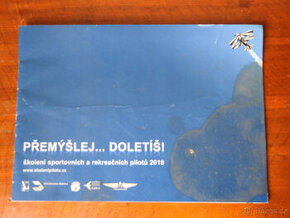 PŘEMÝŠLEJ... DOLETÍŠ!
školení sportovních a rekreačních pilotů 2010
www.skolenipilotu.cz